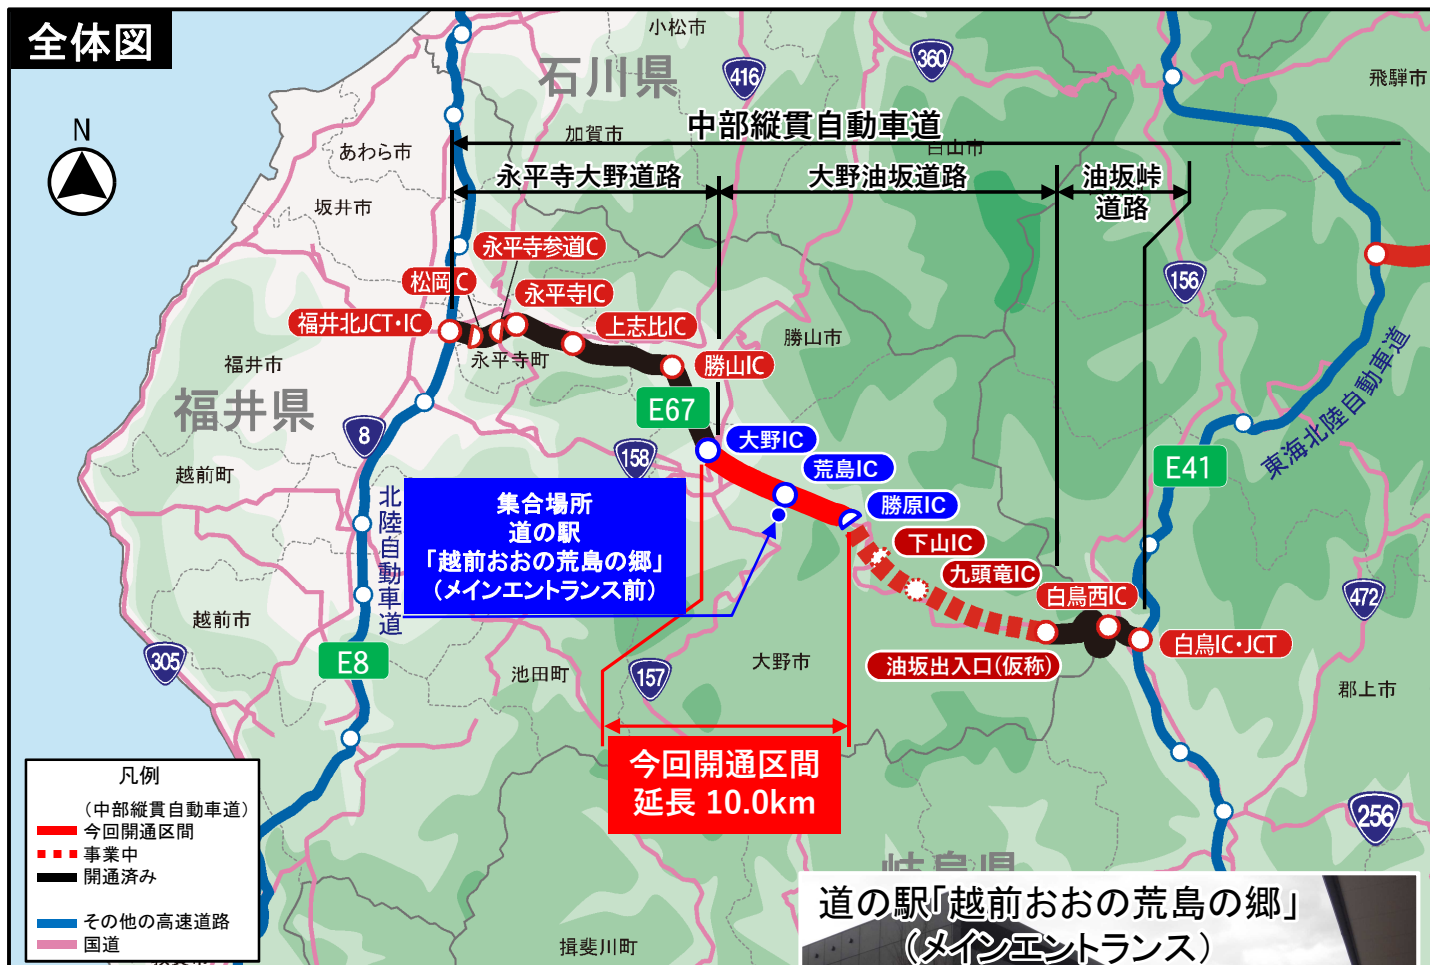 全体図
N
小松市
石川県
416
360
飛騨市
加賀市
中部縦貫自動車道
白山市
あわら市
永平寺大野道路
大野油坂道路
油坂峠
道路
坂井市
永平寺参道IC
松岡IC
永平寺IC
156
福井北JCT・IC
上志比IC
勝山市
永平寺町
福井市
勝山IC
福井県
E67
東海北陸自動車道
8
大野IC
158
荒島IC
E41
越前町
北陸自動車道
集合場所
道の駅
「越前おおの荒島の郷」
（メインエントランス前）
勝原IC
下山IC
九頭竜IC
白鳥西IC
472
越前市
白鳥IC・JCT
305
E8
池田町
157
大野市
油坂出入口(仮称)
郡上市
今回開通区間
延長 10.0km
256
凡例
（中部縦貫自動車道）
今回開通区間
事業中
開通済み
その他の高速道路
国道
岐阜県
揖斐川町
道の駅「越前おおの荒島の郷」
（メインエントランス）